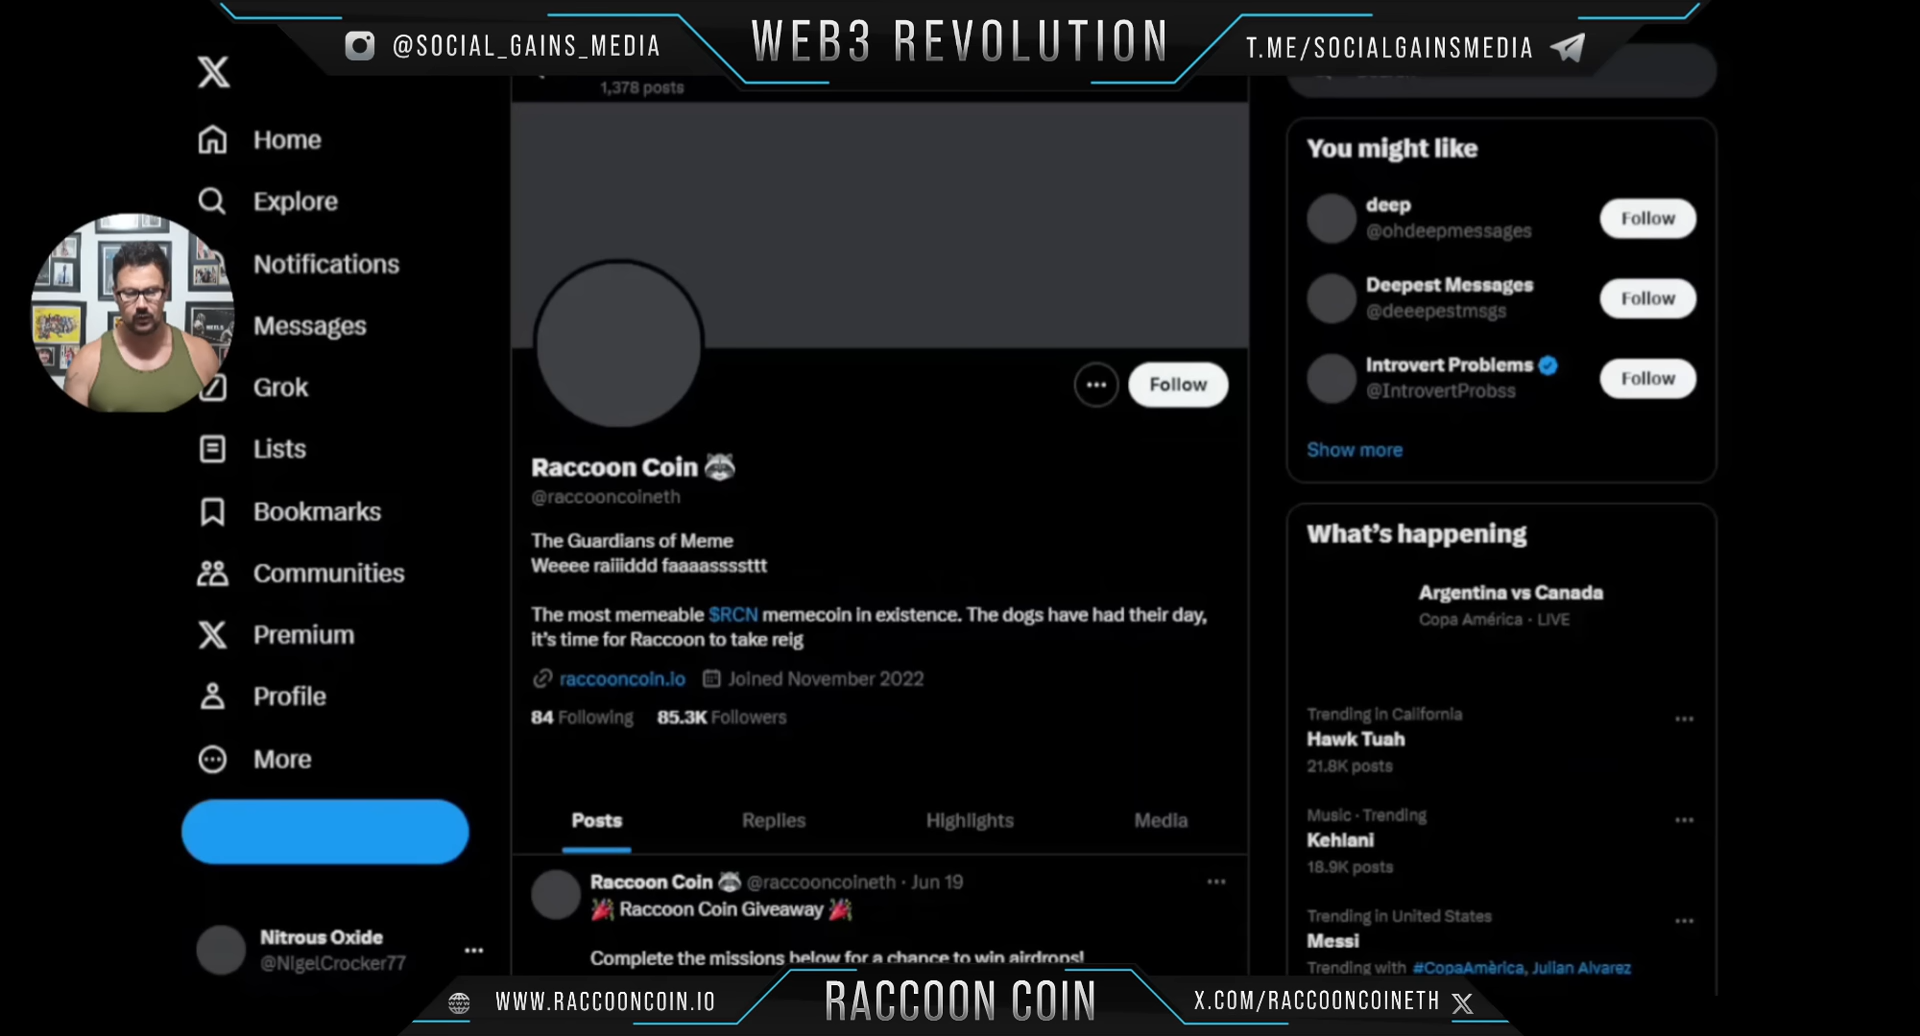 @SOCIAL_GAINS_MEDIA
WEB3 REVOLUTION
T.ME/SOCIALGAINSMEDIA
1,378 posts
Home
Explore
Notifications
Messages
Grok
Lists
Bookmarks
Communities
Premium
Profile
More
Nitrous Oxide
@NigelCrocker77
Follow
Raccoon Coin 🦝
@raccooncoineth
The Guardians of Meme
Weeee raiiiddd faaaassssttt
The most memeable $RCN memecoin in existence. The dogs have had their day,
it's time for Raccoon to take reig
raccooncoin.io Joined November 2022
84 Following 85.3K Followers
Posts Replies Highlights Media
Raccoon Coin 🦝 @raccooncoineth · Jun 19
🎉 Raccoon Coin Giveaway 🎉
Complete the missions below for a chance to win airdrops!
You might like
deep
@ohdeepmessages
Follow
Deepest Messages
@deeepestmsgs
Follow
Introvert Problems
@IntrovertProbss
Follow
Show more
What's happening
Argentina vs Canada
Copa América · LIVE
Trending in California
Hawk Tuah
21.8K posts
Music · Trending
Kehlani
18.9K posts
Trending in United States
Messi
Trending with #CopaAmèrica, Julian Alvarez
WWW.RACCOONCOIN.IO
RACCOON COIN
X.COM/RACCOONCOINETH